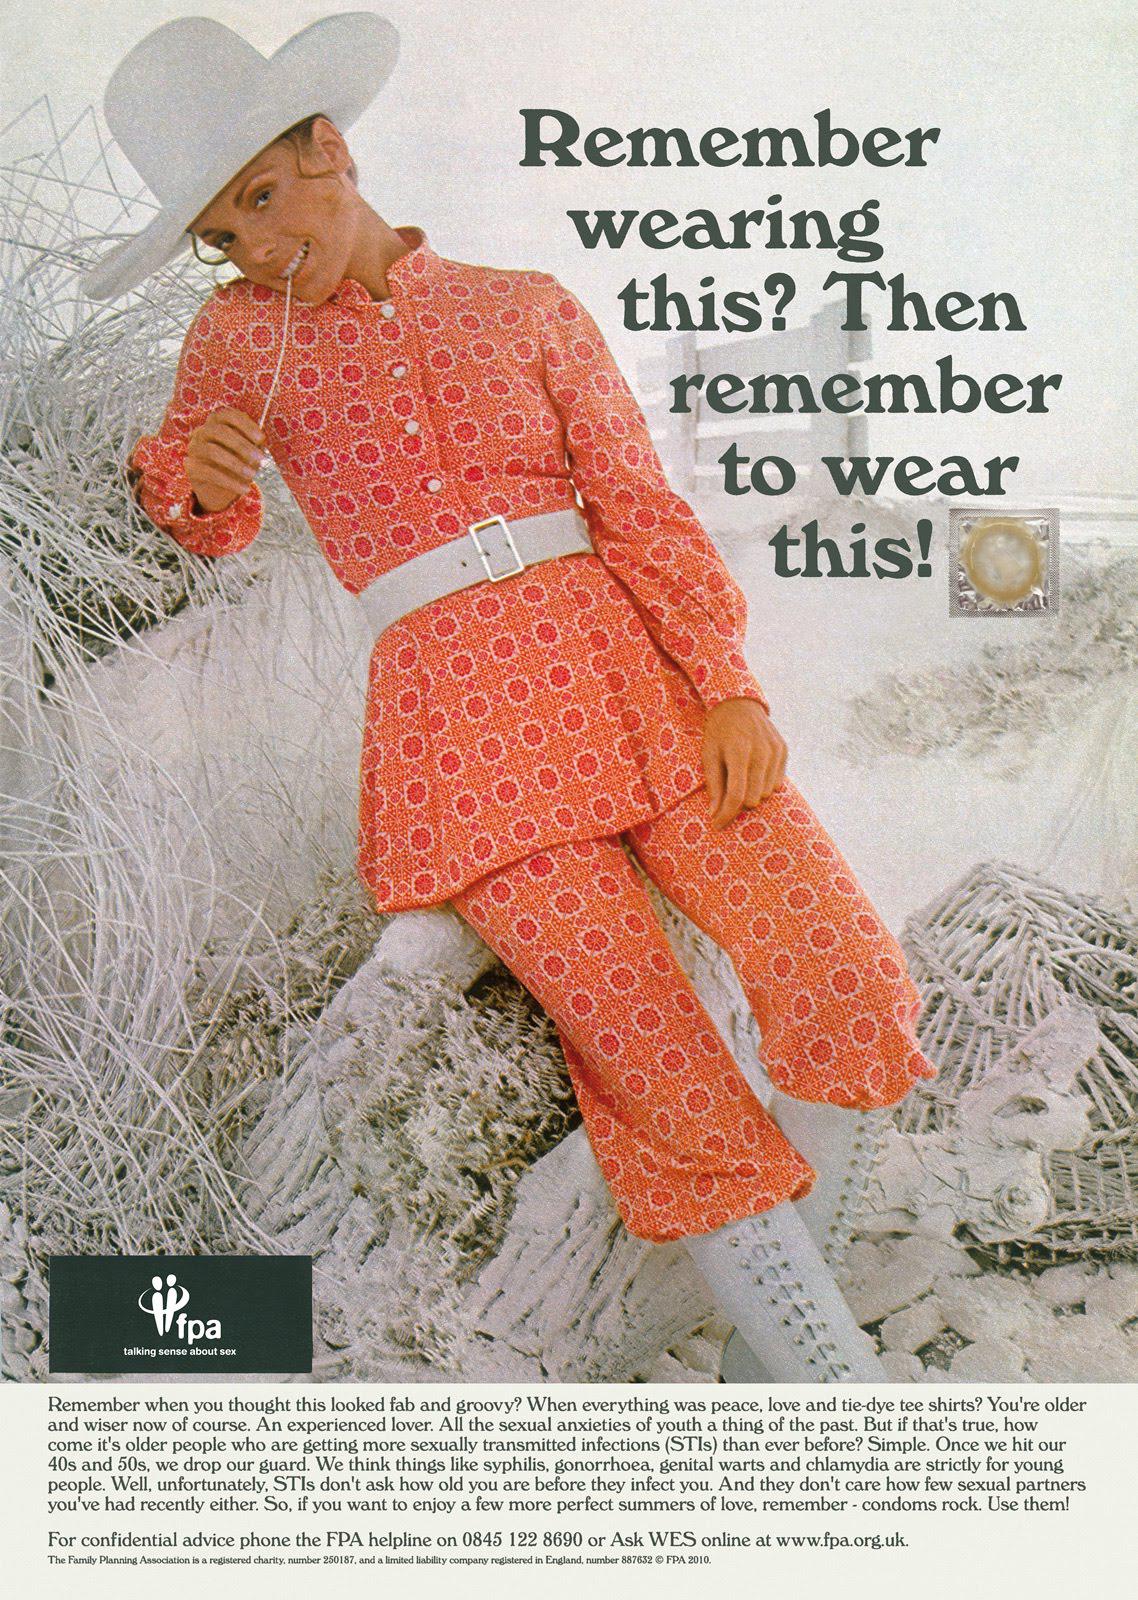 Remember
wearing
this? Then
remember
to wear
this!
fpa
talking sense about sex
Remember when you thought this looked fab and groovy? When everything was peace, love and tie-dye tee shirts? You're older
and wiser now of course. An experienced lover. All the sexual anxieties of youth a thing of the past. But if that's true, how
come it's older people who are getting more sexually transmitted infections (STIs) than ever before? Simple. Once we hit our
40s and 50s, we drop our guard. We think things like syphilis, gonorrhoea, genital warts and chlamydia are strictly for young
people. Well, unfortunately, STIs don't ask how old you are before they infect you. And they don't care how few sexual partners
you've had recently either. So, if you want to enjoy a few more perfect summers of love, remember - condoms rock. Use them!
For confidential advice phone the FPA helpline on 0845 122 8690 or Ask WES online at www.fpa.org.uk.
The Family Planning Association is a registered charity, number 250187, and a limited liability company registered in England, number 887632 © FPA 2010.